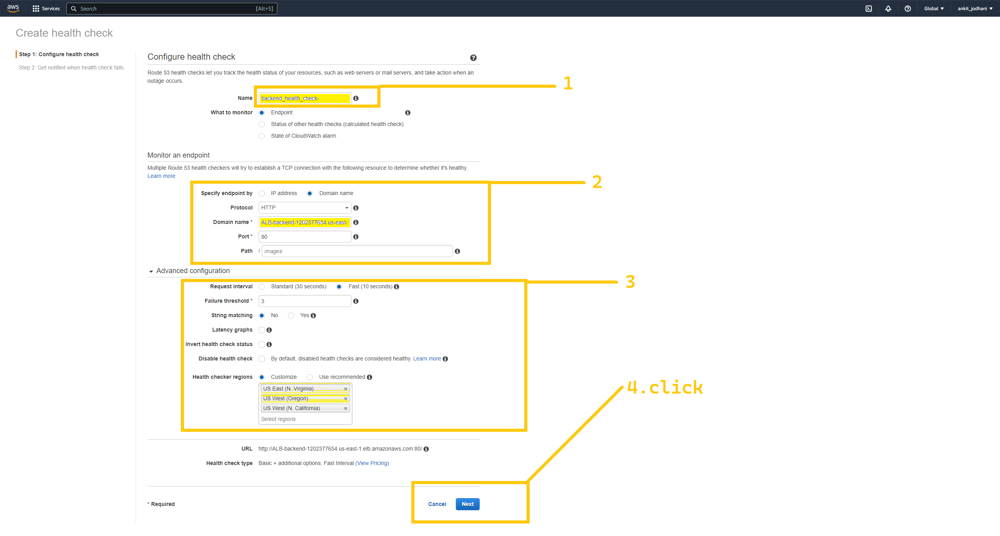 aws Services Search [Alt+S] Global ankit_jodhani
Create health check
Step 1: Configure health check
Step 2: Get notified when health check fails
Configure health check
Route 53 health checks let you track the health status of your resources, such as web servers or mail servers, and take action when an
outage occurs.
1
Name backend_health_check-
What to monitor Endpoint
Status of other health checks (calculated health check)
State of CloudWatch alarm
Monitor an endpoint
Multiple Route 53 health checkers will try to establish a TCP connection with the following resource to determine whether it's healthy.
Learn more
2
Specify endpoint by IP address Domain name
Protocol HTTP
Domain name * ALB-backend-1202377654.us-east-
Port * 80
Path / images
Advanced configuration
3
Request interval Standard (30 seconds) Fast (10 seconds)
Failure threshold * 3
String matching No Yes
Latency graphs
Invert health check status
Disable health check By default, disabled health checks are considered healthy. Learn more
Health checker regions Customize Use recommended
US East (N. Virginia) ×
US West (Oregon) ×
US West (N. California) ×
Select regions
4.click
URL http://ALB-backend-1202377654.us-east-1.elb.amazonaws.com:80/
Health check type Basic + additional options: Fast Interval (View Pricing)
* Required Cancel Next